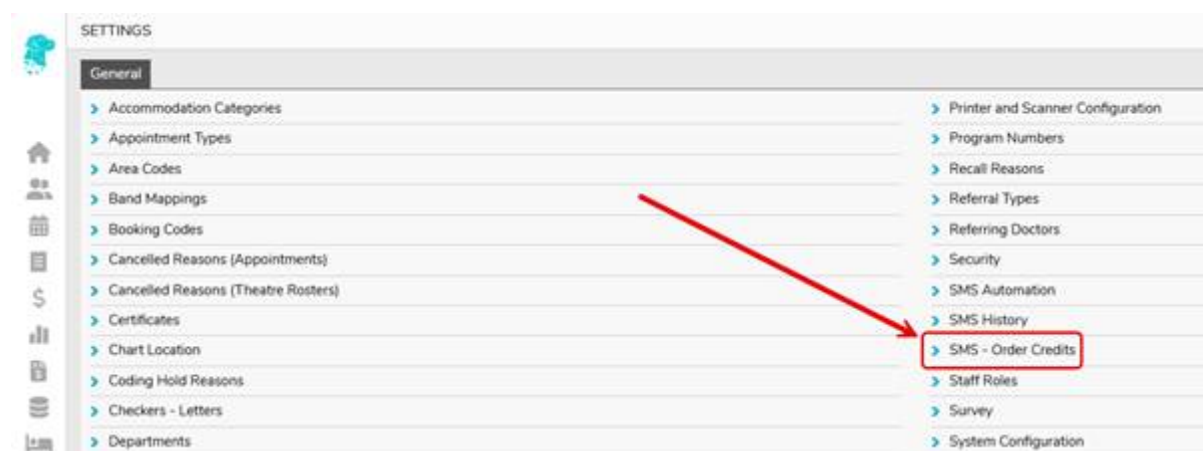 SETTINGS
General
Accommodation Categories
Appointment Types
Area Codes
Band Mappings
Booking Codes
Cancelled Reasons (Appointments)
Cancelled Reasons (Theatre Rosters)
Certificates
Chart Location
Coding Hold Reasons
Checkers - Letters
Departments
Printer and Scanner Configuration
Program Numbers
Recall Reasons
Referral Types
Referring Doctors
Security
SMS Automation
SMS History
SMS - Order Credits
Staff Roles
Survey
System Configuration